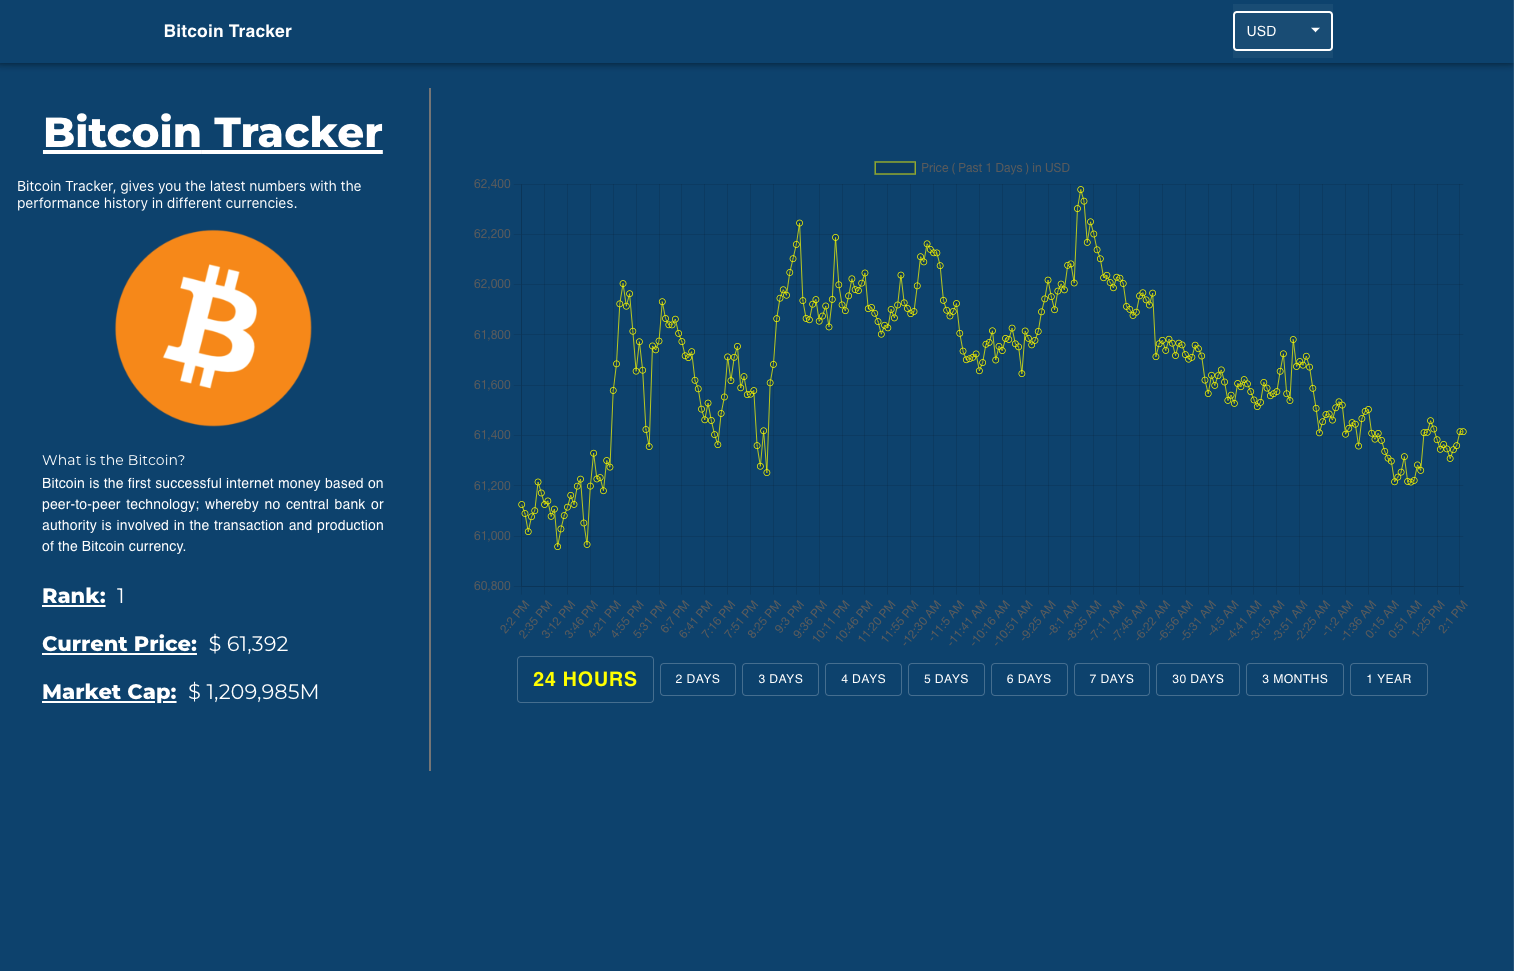 Bitcoin Tracker
USD
Bitcoin Tracker
Bitcoin Tracker, gives you the latest numbers with the
performance history in different currencies.
What is the Bitcoin?
Bitcoin is the first successful internet money based on
peer-to-peer technology; whereby no central bank or
authority is involved in the transaction and production
of the Bitcoin currency.
Rank: 1
Current Price: $ 61,392
Market Cap: $ 1,209,985M
Price ( Past 1 Days ) in USD
62,400
62,200
62,000
61,800
61,600
61,400
61,200
61,000
60,800
2:2 PM
2:35 PM
3:12 PM
3:46 PM
4:21 PM
4:55 PM
5:31 PM
6:7 PM
6:41 PM
7:16 PM
7:51 PM
8:25 PM
9:3 PM
9:36 PM
10:11 PM
10:46 PM
11:20 PM
11:55 PM
-12:30 AM
-11:5 AM
-11:41 AM
-10:16 AM
-10:51 AM
-9:25 AM
-8:1 AM
-8:35 AM
-7:11 AM
-7:45 AM
-6:22 AM
-6:56 AM
-5:31 AM
-4:5 AM
-4:41 AM
-3:15 AM
-3:51 AM
-2:25 AM
-1:2 AM
-1:36 AM
0:15 AM
0:51 AM
1:25 PM
2:1 PM
24 HOURS
2 DAYS
3 DAYS
4 DAYS
5 DAYS
6 DAYS
7 DAYS
30 DAYS
3 MONTHS
1 YEAR